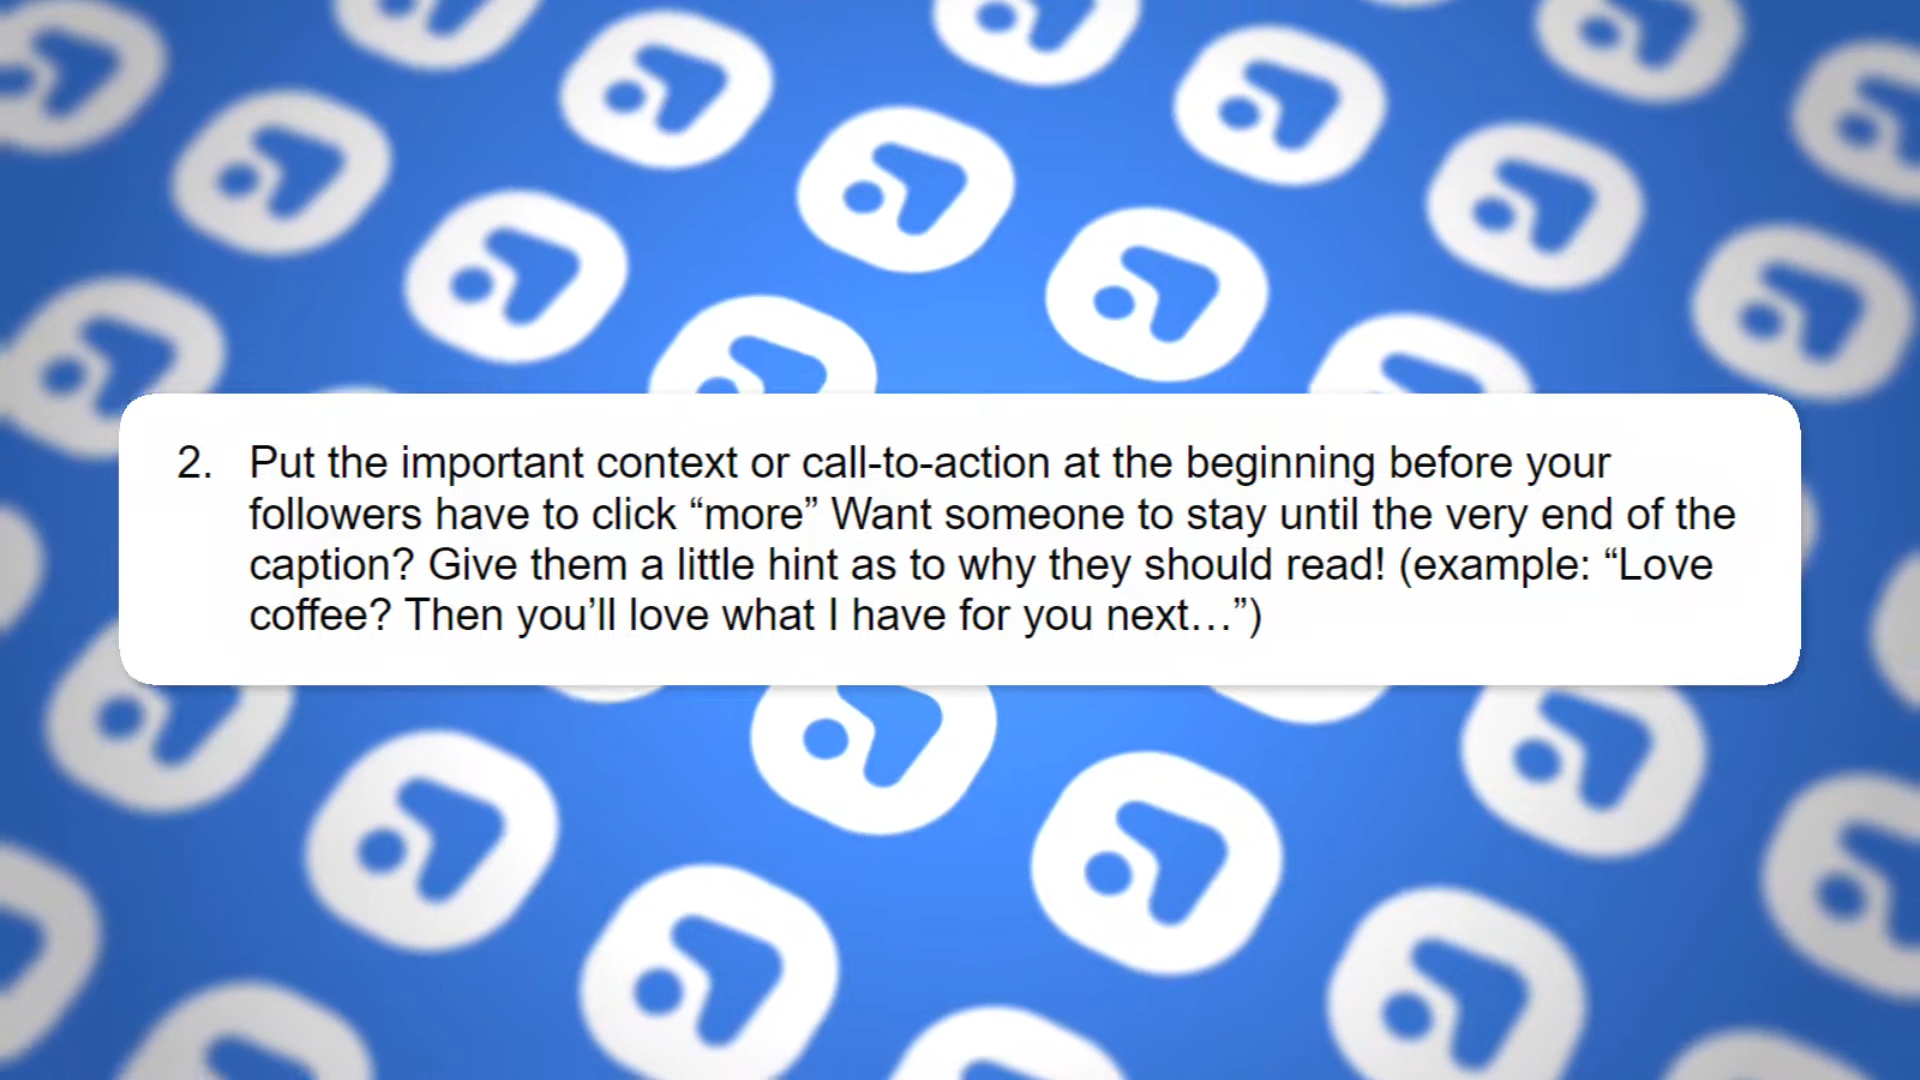 2. Put the important context or call-to-action at the beginning before your
followers have to click “more” Want someone to stay until the very end of the
caption? Give them a little hint as to why they should read! (example: “Love
coffee? Then you’ll love what I have for you next…”)